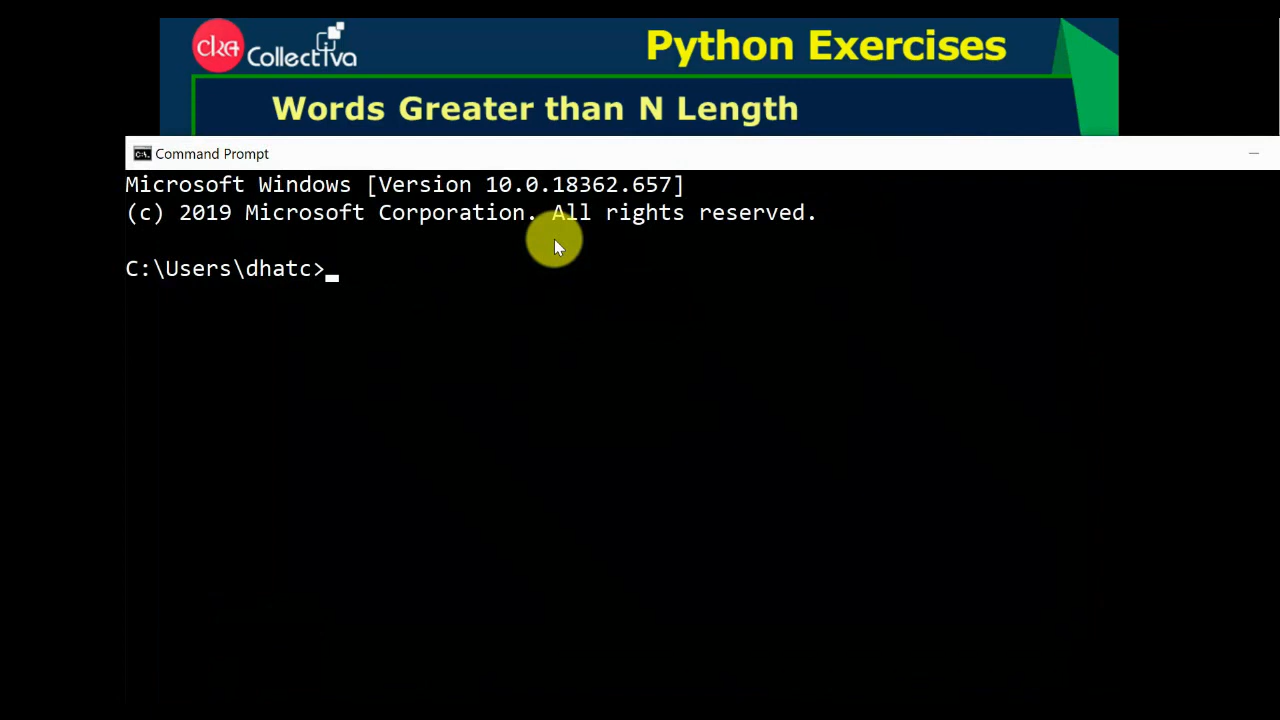 cka Collectiva
Python Exercises
Words Greater than N Length
C:\. Command Prompt
Microsoft Windows [Version 10.0.18362.657]
(c) 2019 Microsoft Corporation. All rights reserved.
C:\Users\dhatc>